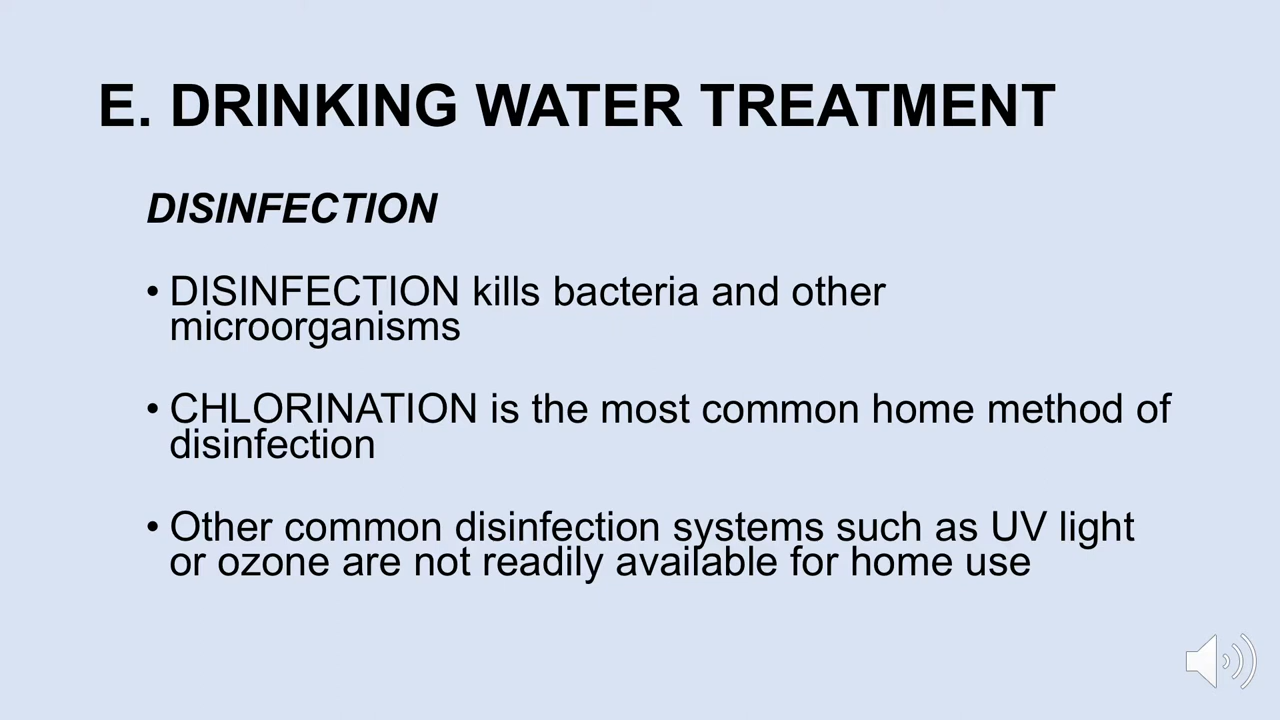 E. DRINKING WATER TREATMENT
DISINFECTION
• DISINFECTION kills bacteria and other
microorganisms
• CHLORINATION is the most common home method of
disinfection
• Other common disinfection systems such as UV light
or ozone are not readily available for home use